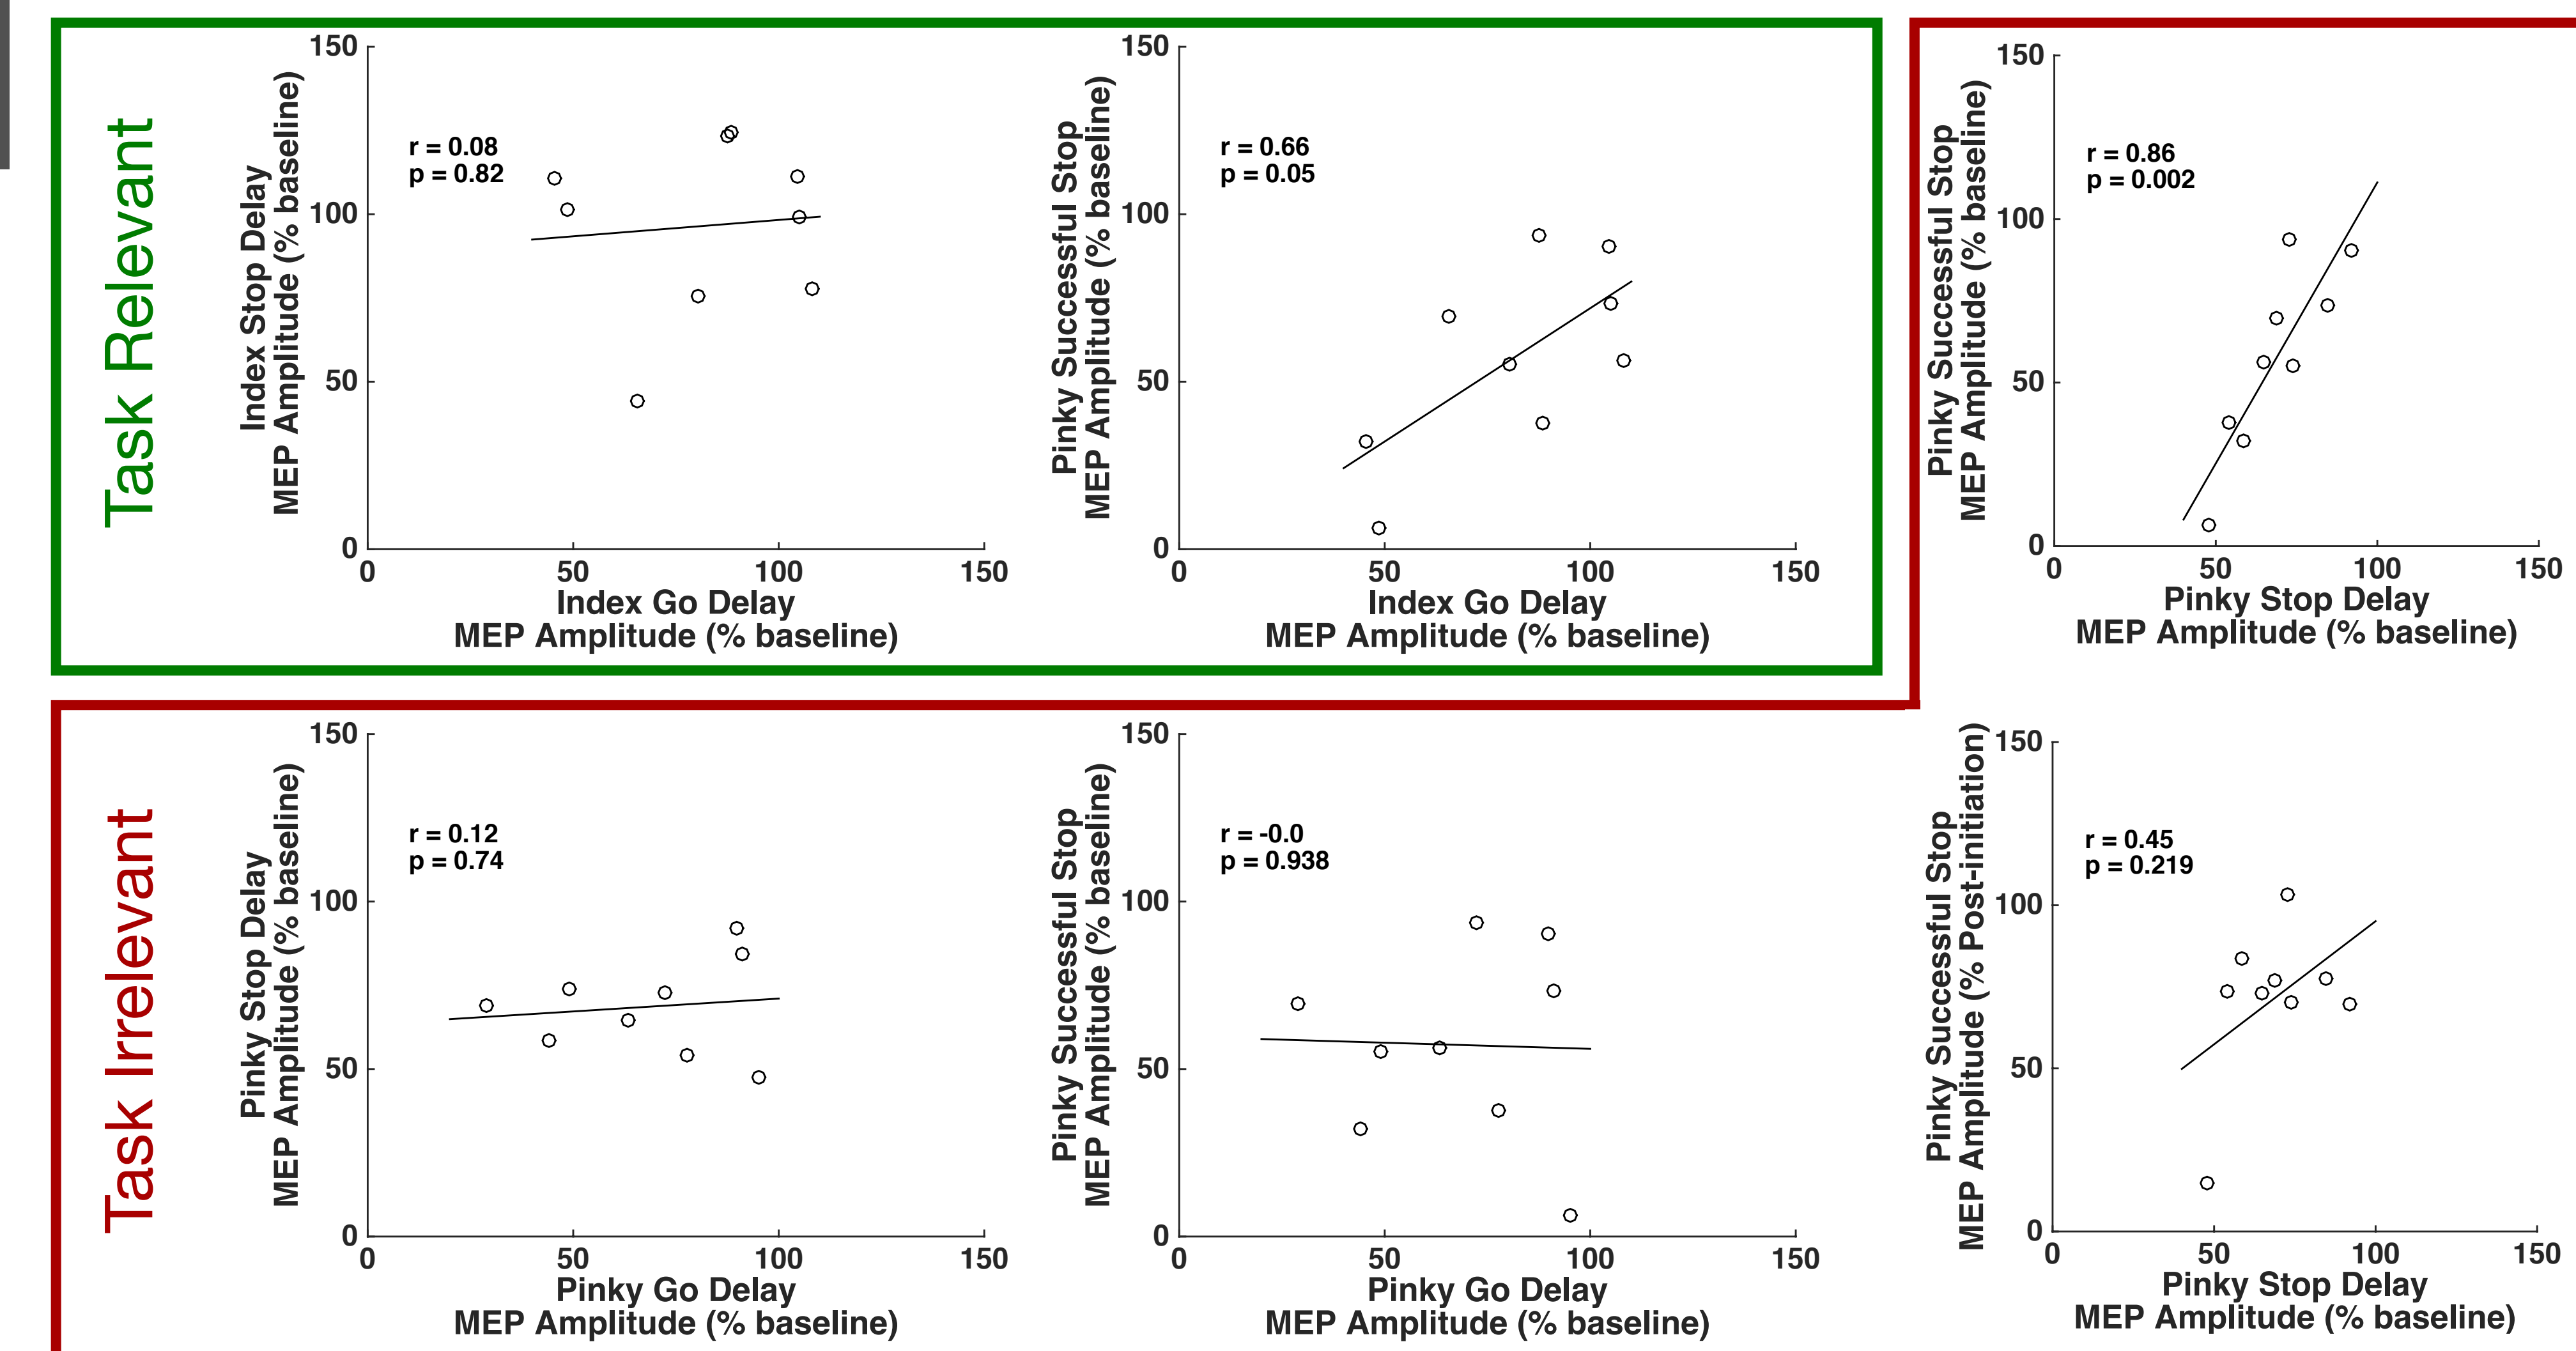 Task Relevant
Index Stop Delay
MEP Amplitude (% baseline)
150
100
50
0
r = 0.08
p = 0.82
0 50 100 150
Index Go Delay
MEP Amplitude (% baseline)
Pinky Successful Stop
MEP Amplitude (% baseline)
150
100
50
0
r = 0.66
p = 0.05
0 50 100 150
Index Go Delay
MEP Amplitude (% baseline)
Pinky Successful Stop
MEP Amplitude (% baseline)
150
100
50
0
r = 0.86
p = 0.002
0 50 100 150
Pinky Stop Delay
MEP Amplitude (% baseline)
Task Irrelevant
Pinky Stop Delay
MEP Amplitude (% baseline)
150
100
50
0
r = 0.12
p = 0.74
0 50 100 150
Pinky Go Delay
MEP Amplitude (% baseline)
Pinky Successful Stop
MEP Amplitude (% baseline)
150
100
50
0
r = -0.0
p = 0.938
0 50 100 150
Pinky Go Delay
MEP Amplitude (% baseline)
Pinky Successful Stop
MEP Amplitude (% Post-initiation)
150
100
50
0
r = 0.45
p = 0.219
0 50 100 150
Pinky Stop Delay
MEP Amplitude (% baseline)